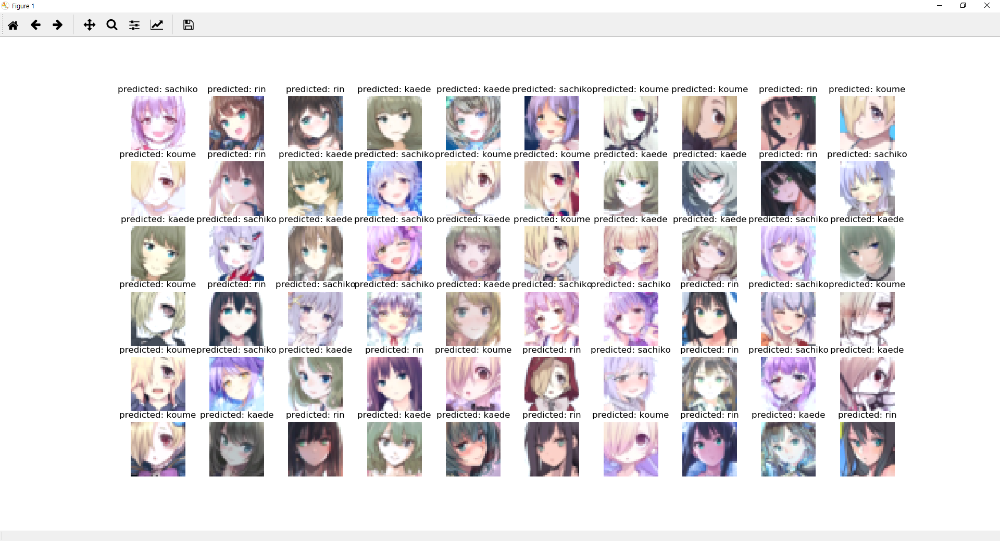 Figure 1
predicted: sachiko predicted: rin predicted: rin predicted: kaede predicted: kaede predicted: sachiko predicted: koume predicted: koume predicted: rin predicted: koume
predicted: koume predicted: rin predicted: kaede predicted: sachiko predicted: koume predicted: koume predicted: kaede predicted: kaede predicted: rin predicted: sachiko
predicted: kaede predicted: sachiko predicted: kaede predicted: sachiko predicted: kaede predicted: koume predicted: kaede predicted: kaede predicted: sachiko predicted: kaede
predicted: koume predicted: rin predicted: sachiko predicted: sachiko predicted: kaede predicted: sachiko predicted: sachiko predicted: rin predicted: sachiko predicted: koume
predicted: koume predicted: sachiko predicted: kaede predicted: rin predicted: koume predicted: rin predicted: sachiko predicted: rin predicted: sachiko predicted: kaede
predicted: koume predicted: kaede predicted: rin predicted: kaede predicted: kaede predicted: rin predicted: koume predicted: rin predicted: kaede predicted: rin